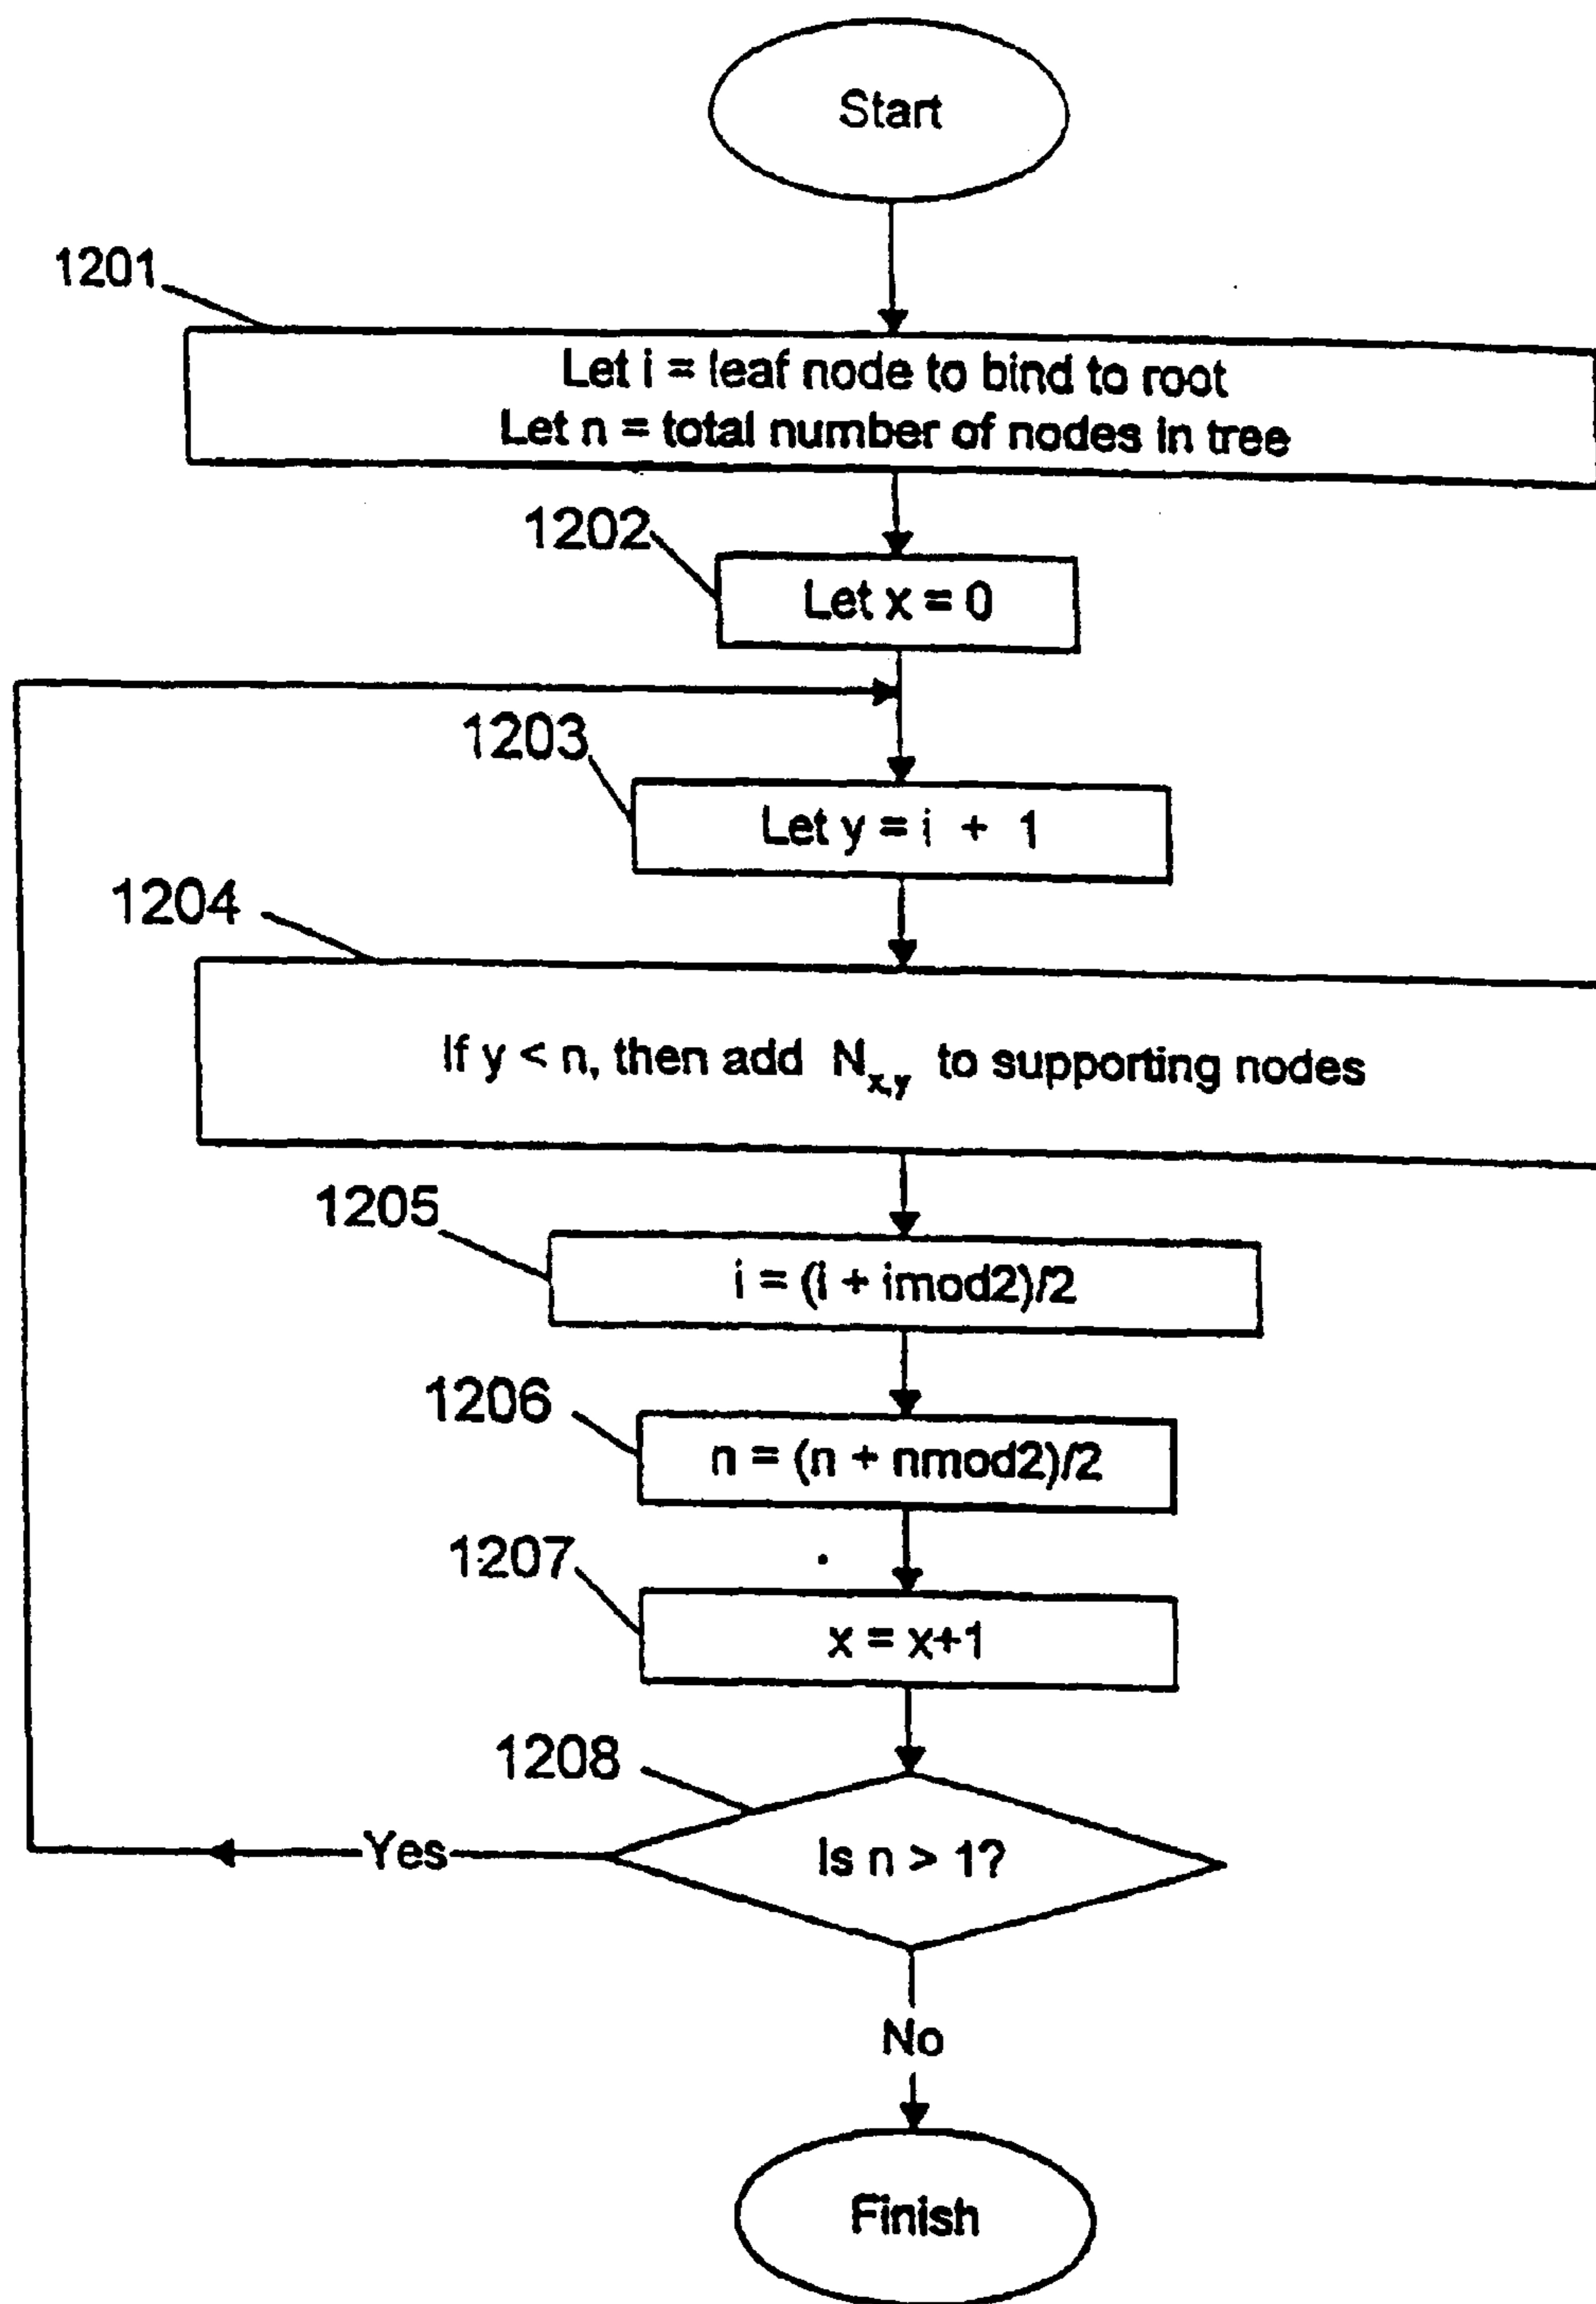 Start
1201
Let i = leaf node to bind to root
Let n = total number of nodes in tree
1202
Let x = 0
1203
Let y = i + 1
1204
If y < n, then add N_{x,y} to supporting nodes
1205
i = (i + imod2)/2
1206
n = (n + nmod2)/2
1207
x = x+1
1208
Is n > 1?
Yes
No
Finish